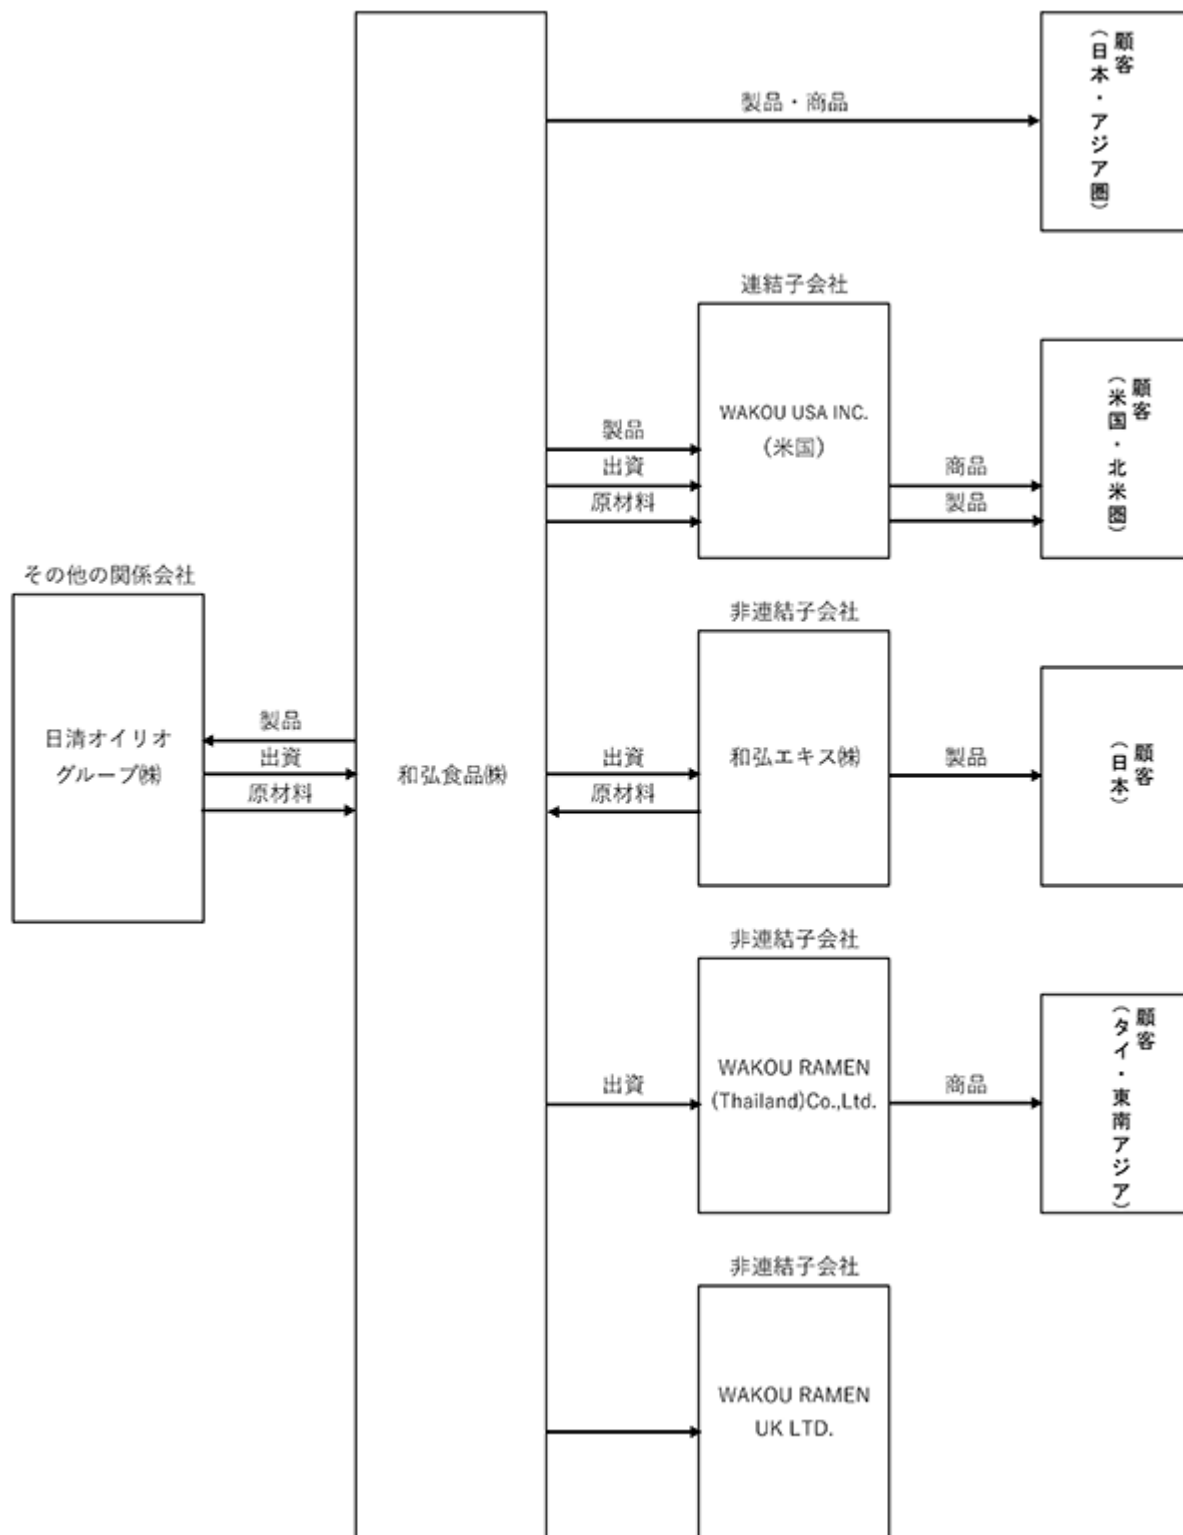 顧客
（日本・アジア圏）
製品・商品
連結子会社
WAKOU USA INC.
（米国）
製品
出資
原材料
商品
製品
顧客
（米国・北米圏）
その他の関係会社
日清オイリオ
グループ㈱
製品
出資
原材料
和弘食品㈱
非連結子会社
和弘エキス㈱
出資
原材料
製品
顧客
（日本）
非連結子会社
WAKOU RAMEN
(Thailand)Co.,Ltd.
出資
商品
顧客
（タイ・東南アジア）
非連結子会社
WAKOU RAMEN
UK LTD.